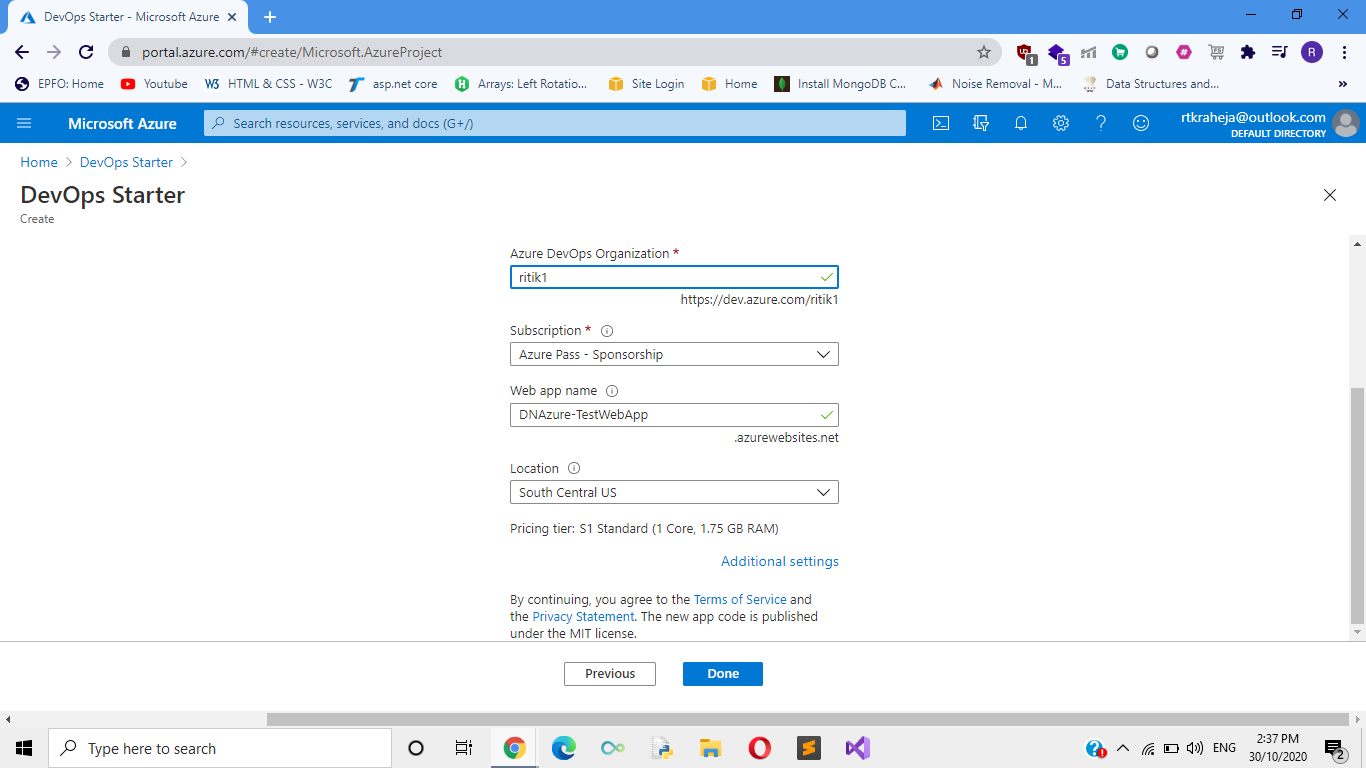 DevOps Starter - Microsoft Azure
portal.azure.com/#create/Microsoft.AzureProject
1
5
R
EPFO: Home
Youtube
W3 HTML & CSS - W3C
asp.net core
H Arrays: Left Rotatio...
Site Login
Home
Install MongoDB C...
Noise Removal - M...
Data Structures and...
»
Microsoft Azure
Search resources, services, and docs (G+/)
rtkraheja@outlook.com
DEFAULT DIRECTORY
Home > DevOps Starter >
DevOps Starter
Create
Azure DevOps Organization *
ritik1
https://dev.azure.com/ritik1
Subscription *
Azure Pass - Sponsorship
Web app name
DNAzure-TestWebApp
.azurewebsites.net
Location
South Central US
Pricing tier: S1 Standard (1 Core, 1.75 GB RAM)
Additional settings
By continuing, you agree to the Terms of Service and
the Privacy Statement. The new app code is published
under the MIT license.
Previous
Done
Type here to search
ENG
2:37 PM
30/10/2020
2